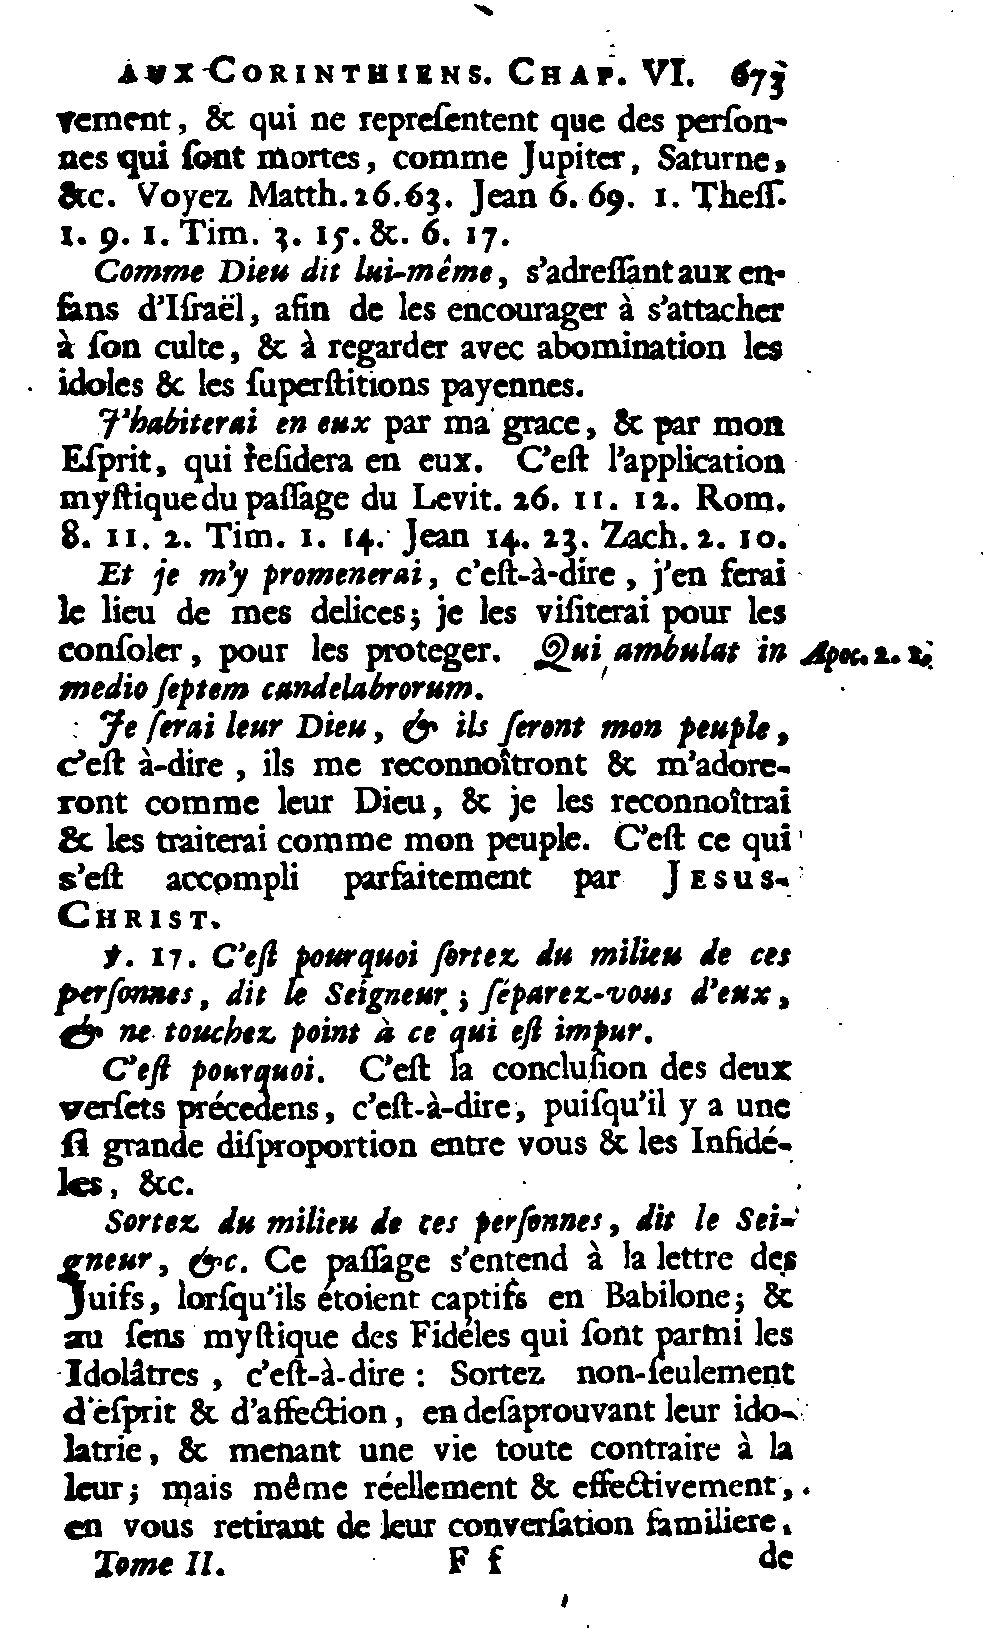 AUX CORINTHIENS. CHAP. VI. 673
vement, & qui ne repreſentent que des perſon-
nes qui ſont mortes, comme Jupiter, Saturne,
&c. Voyez Matth. 26. 63. Jean 6. 69. 1. Theſſ.
1. 9. 1. Tim. 3. 15. &. 6. 17.
Comme Dieu dit lui-même, s'adreſſant aux en-
fans d'Iſraël, afin de les encourager à s'attacher
à ſon culte, & à regarder avec abomination les
idoles & les ſuperſtitions payennes.
J'habiterai en eux par ma grace, & par mon
Eſprit, qui reſidera en eux. C'eſt l'application
myſtique du paſſage du Levit. 26. 11. 12. Rom.
8. 11. 2. Tim. 1. 14. Jean 14. 23. Zach. 2. 10.
Et je m'y promenerai, c'eſt-à-dire, j'en ferai
le lieu de mes delices; je les viſiterai pour les
conſoler, pour les proteger. Qui ambulat in Apoc. 2. 2.
medio ſeptem candelabrorum.
Je ſerai leur Dieu, & ils ſeront mon peuple,
c'eſt à-dire, ils me reconnoîtront & m'adore-
ront comme leur Dieu, & je les reconnoîtrai
& les traiterai comme mon peuple. C'eſt ce qui
s'eſt accompli parfaitement par JESUS-
CHRIST.
℣. 17. C'eſt pourquoi ſortez du milieu de ces
perſonnes, dit le Seigneur; ſéparez-vous d'eux,
& ne touchez point à ce qui eſt impur.
C'eſt pourquoi. C'eſt la concluſion des deux
verſets précedens, c'eſt-à-dire, puiſqu'il y a une
ſi grande diſproportion entre vous & les Infidé-
les, &c.
Sortez du milieu de ces perſonnes, dit le Sei-
gneur, &c. Ce paſſage s'entend à la lettre des
Juifs, lorſqu'ils étoient captifs en Babilone; &
au ſens myſtique des Fidéles qui ſont parmi les
Idolâtres, c'eſt-à-dire: Sortez non-ſeulement
d'eſprit & d'affection, en deſaprouvant leur ido-
latrie, & menant une vie toute contraire à la
leur; mais même réellement & effectivement,
en vous retirant de leur converſation familiere,
Tome II. F f de